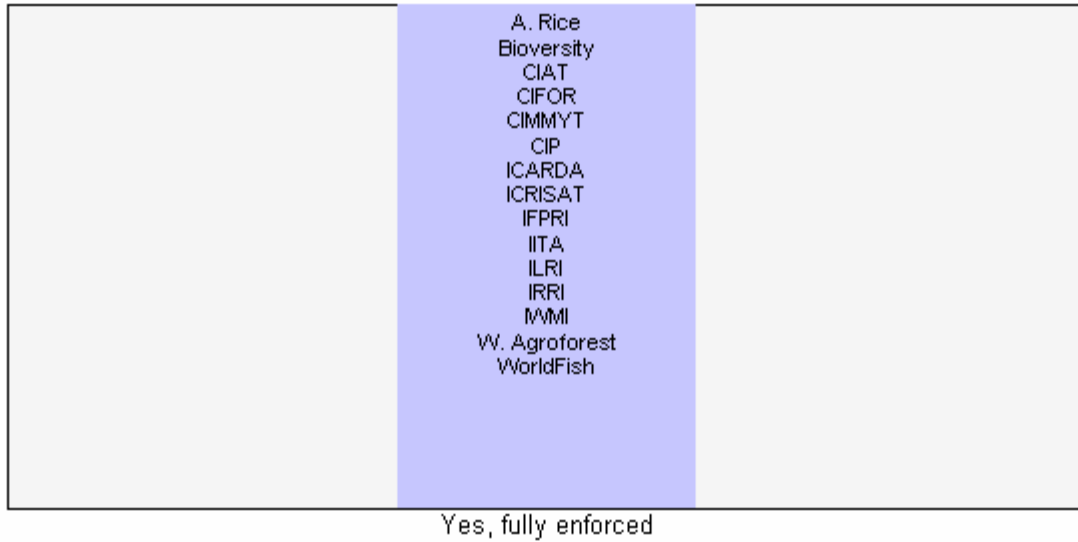 A. Rice
Bioversity
CIAT
CIFOR
CIMMYT
CIP
ICARDA
ICRISAT
IFPRI
IITA
ILRI
IRRI
IWMI
W. Agroforest
WorldFish
Yes, fully enforced